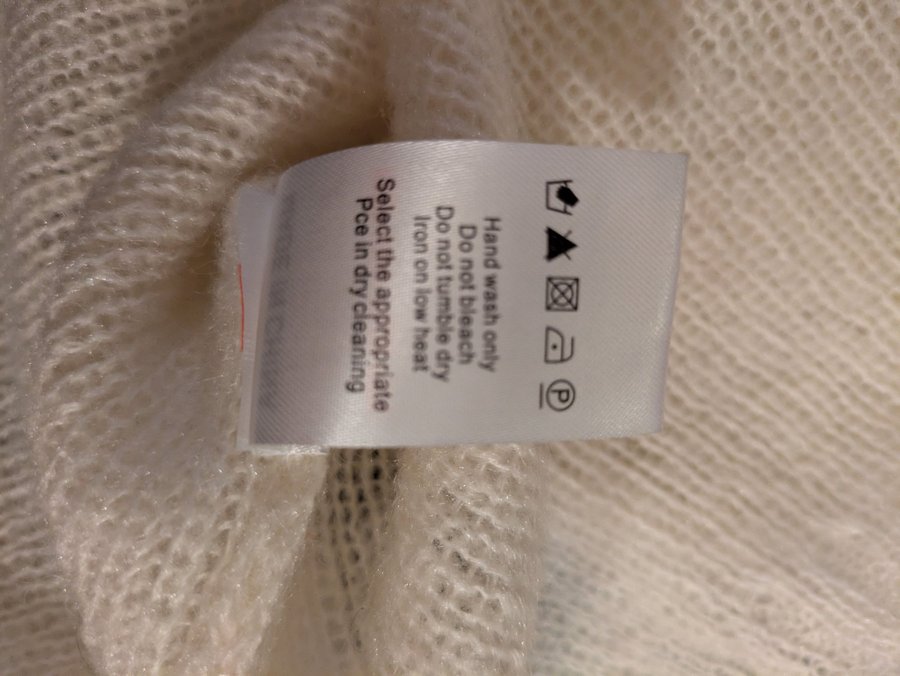 P
Hand wash only
Do not bleach
Do not tumble dry
Iron on low heat
Select the appropriate
Pce in dry cleaning